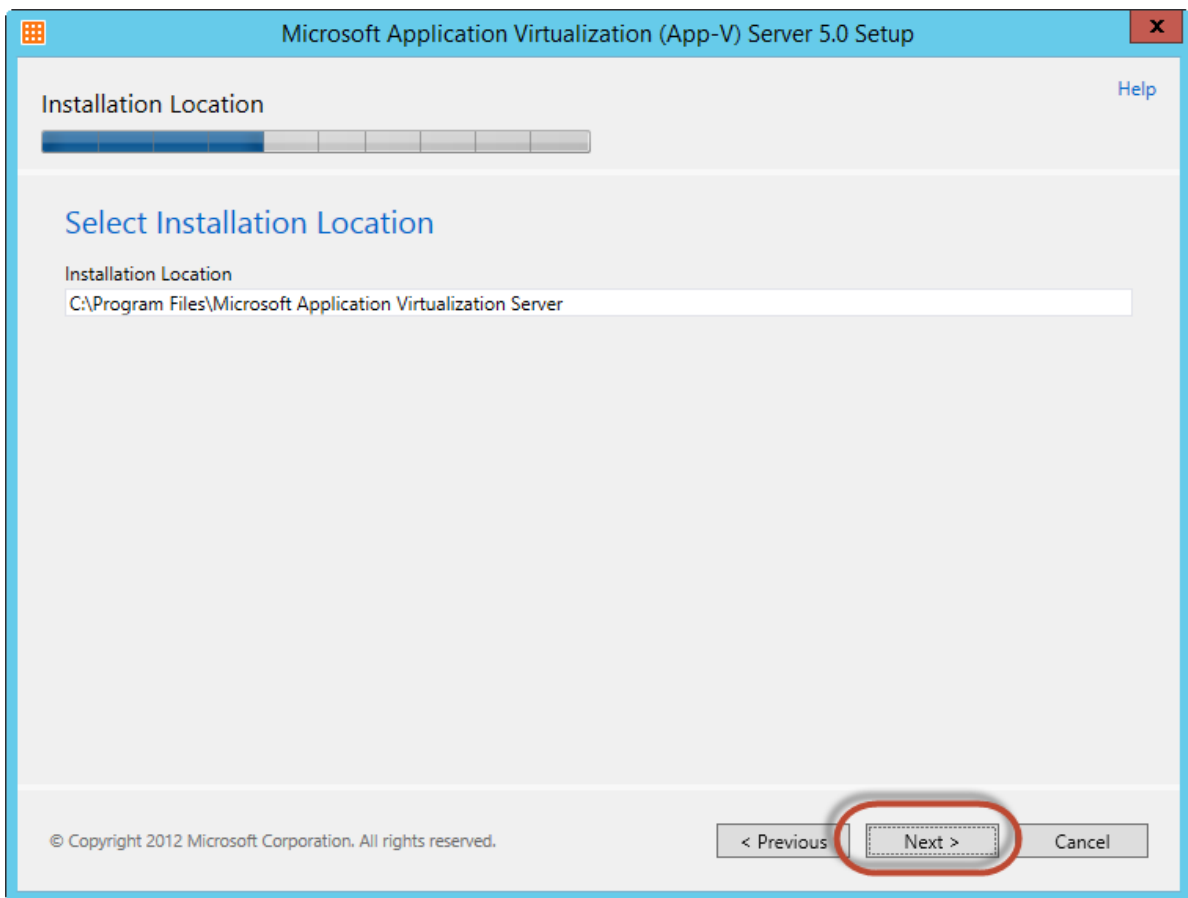 Microsoft Application Virtualization (App-V) Server 5.0 Setup
x
Help
Installation Location
Select Installation Location
Installation Location
C:\Program Files\Microsoft Application Virtualization Server
© Copyright 2012 Microsoft Corporation. All rights reserved.
< Previous
Next >
Cancel